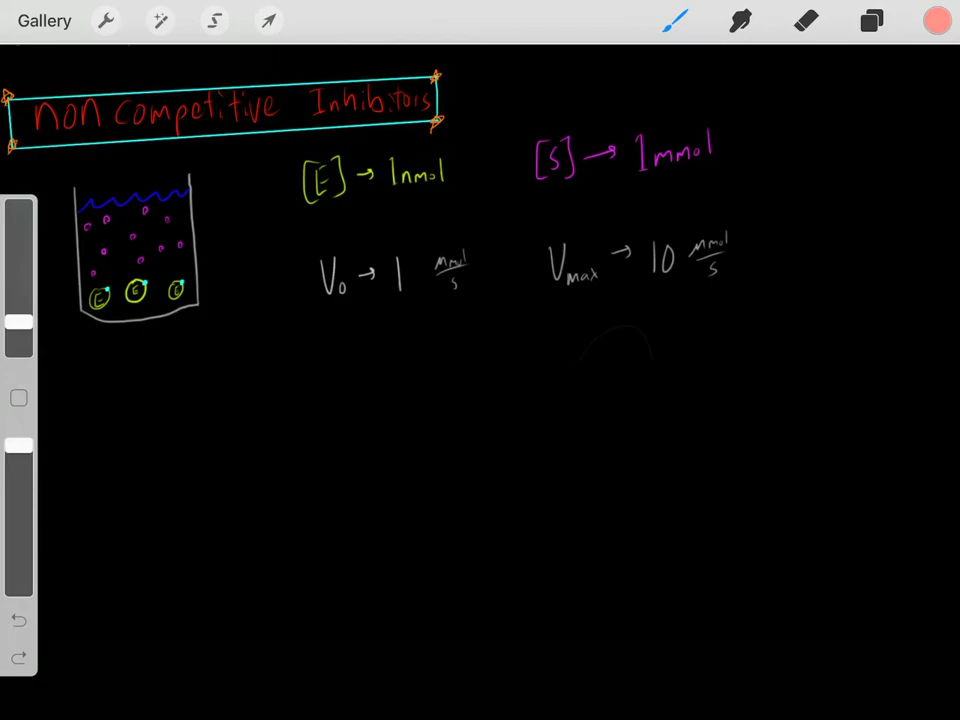 Gallery
non competitive Inhibitors
[E] → 1nmol
[S] → 1mmol
E E E
V₀ → 1 mmol/s
Vmax → 10 mmol/s